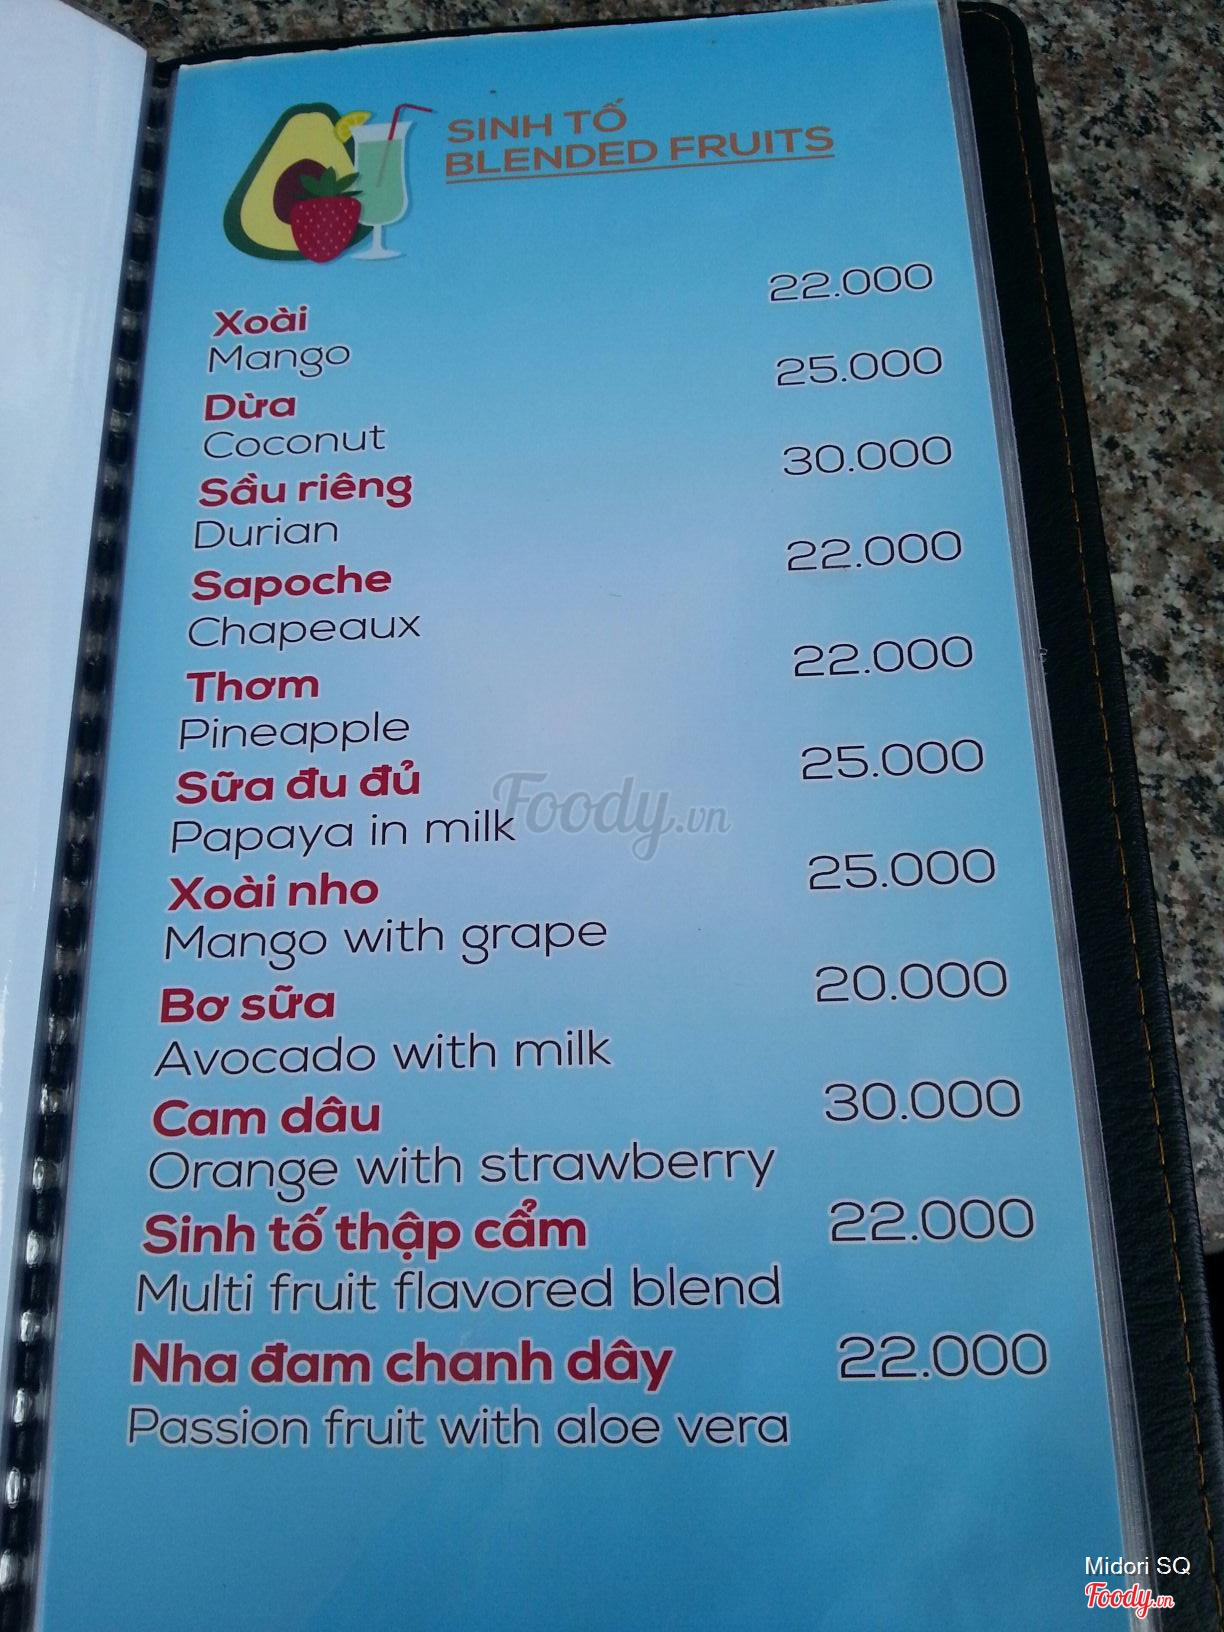 SINH TỐ
BLENDED FRUITS
Xoài 22.000
Mango
Dừa 25.000
Coconut
Sầu riêng 30.000
Durian
Sapoche 22.000
Chapeaux
Thơm 22.000
Pineapple
Sữa đu đủ 25.000
Papaya in milk
Xoài nho 25.000
Mango with grape
Bơ sữa 20.000
Avocado with milk
Cam dâu 30.000
Orange with strawberry
Sinh tố thập cẩm 22.000
Multi fruit flavored blend
Nha đam chanh dây 22.000
Passion fruit with aloe vera
Foody.vn
Midori SQ
Foody.vn